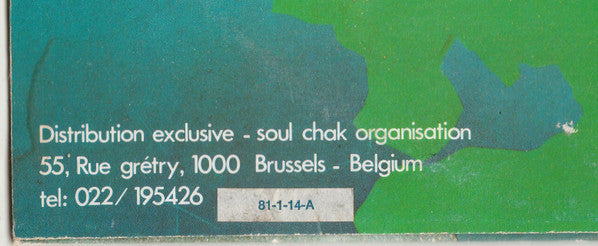 Distribution exclusive - soul chak organisation
55, Rue grétry, 1000 Brussels - Belgium
tel: 022/ 195426
81-1-14-A